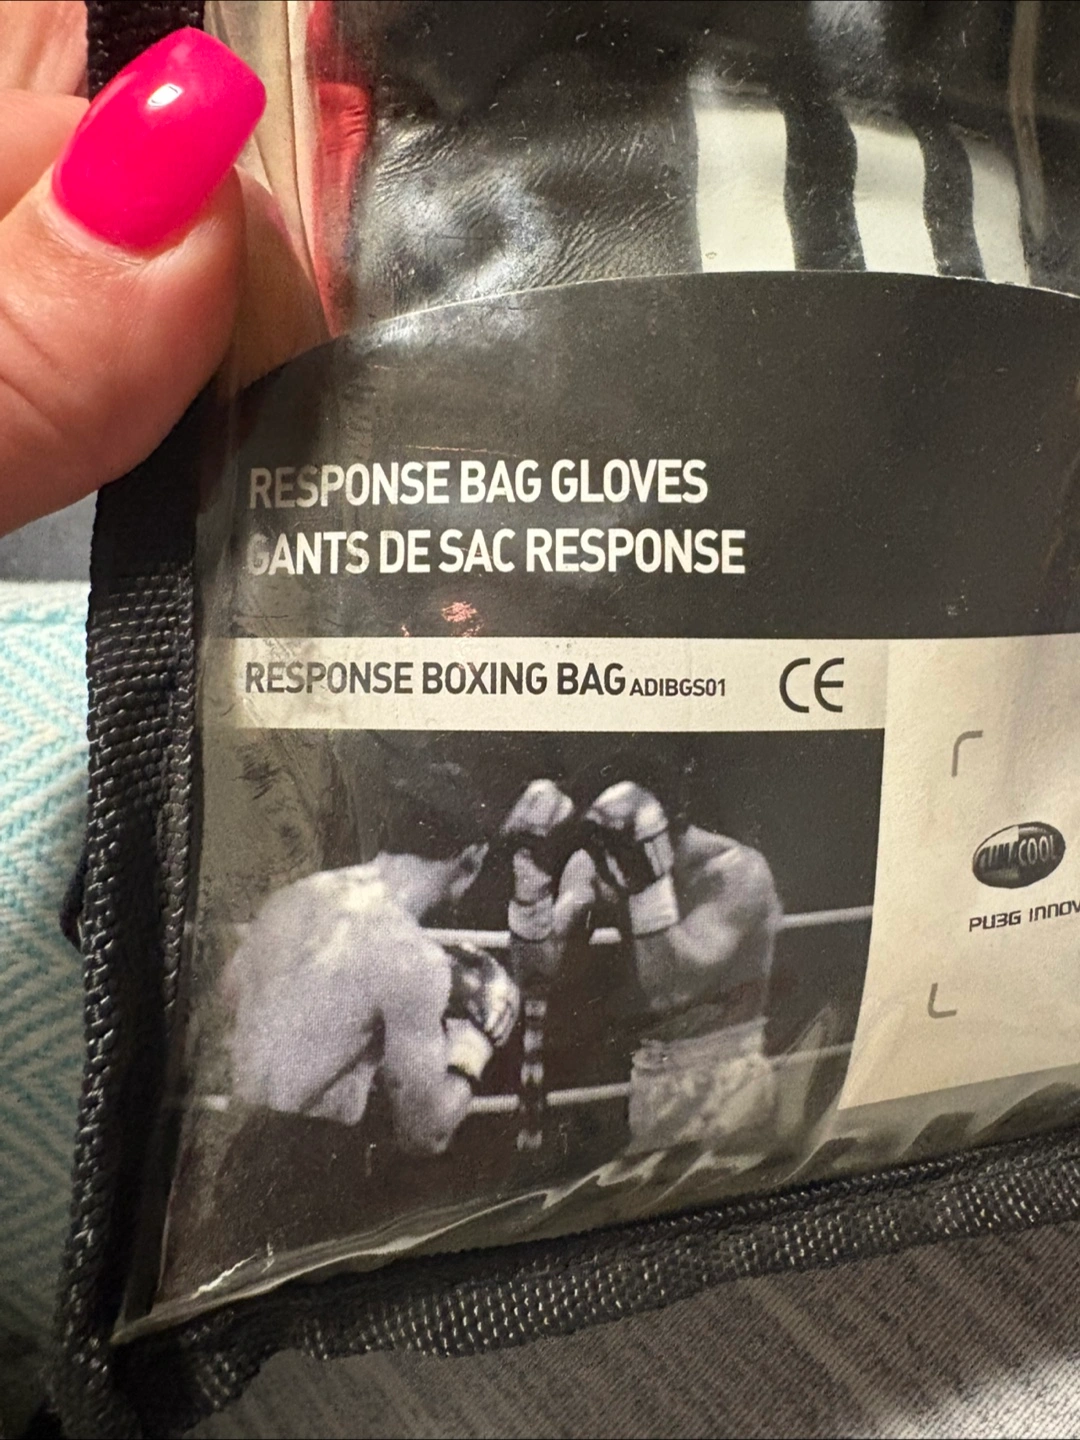 RESPONSE BAG GLOVES
GANTS DE SAC RESPONSE
RESPONSE BOXING BAG ADIBGS01 CE
CLIMACOOL
PU3G INNOV